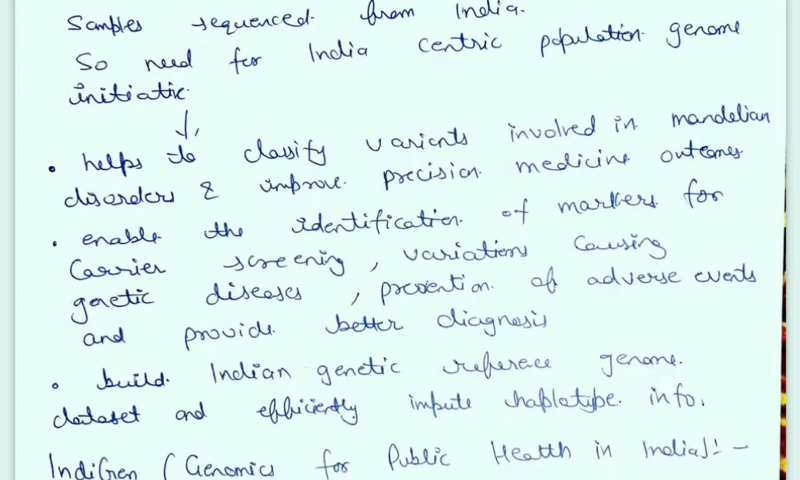 Samples sequenced from India.
So need for India centric population genome
initiative
• helps to classify variants involved in mandelian
disorders & improve precision medicine outcomes
• enable the identification of markers for
Carrier screening, variations causing
genetic diseases, prevention of adverse events
and provide better diagnosis
• build Indian genetic reference genome
dataset and efficiently impute haplotype info.
IndiGen (Genomics for Public Health in India) :-